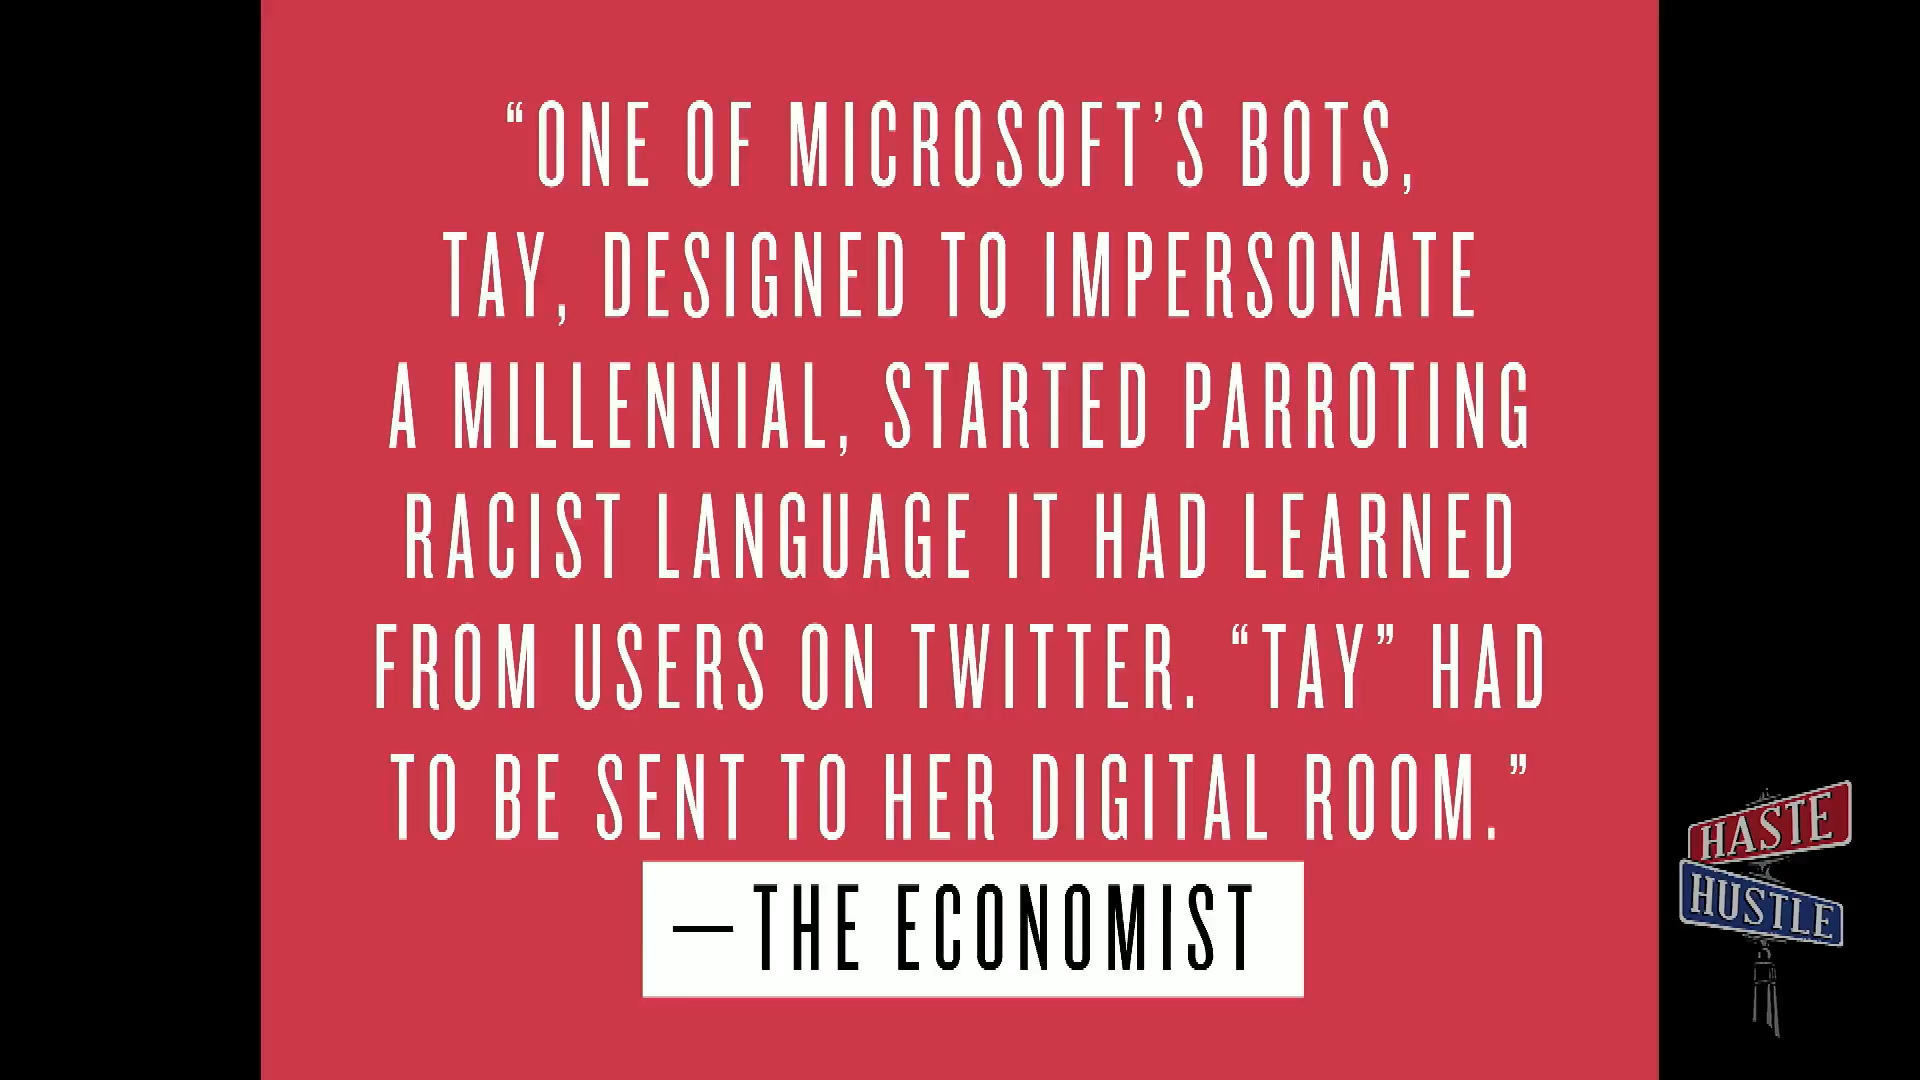 “ONE OF MICROSOFT’S BOTS,
TAY, DESIGNED TO IMPERSONATE
A MILLENNIAL, STARTED PARROTING
RACIST LANGUAGE IT HAD LEARNED
FROM USERS ON TWITTER. “TAY” HAD
TO BE SENT TO HER DIGITAL ROOM.”
—THE ECONOMIST
HASTE
HUSTLE